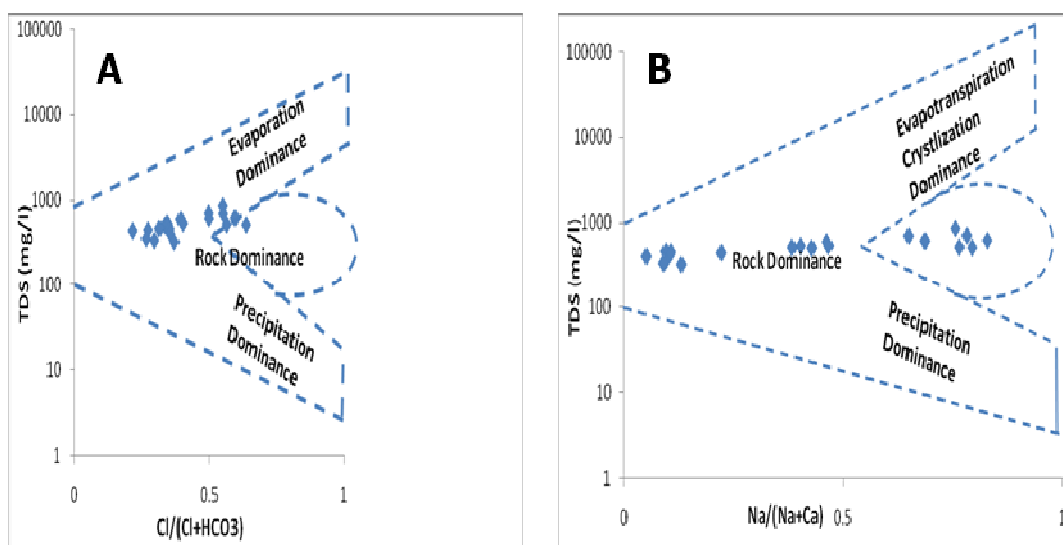 A
100000
10000
1000
100
10
1
TDS (mg/l)
Evaporation
Dominance
Rock Dominance
Precipitation
Dominance
0
0.5
1
Cl/(Cl+HCO3)
B
100000
10000
1000
100
10
1
TDS (mg/l)
Evapotranspiration
Crystlization
Dominance
Rock Dominance
Precipitation
Dominance
0
0.5
1
Na/(Na+Ca)